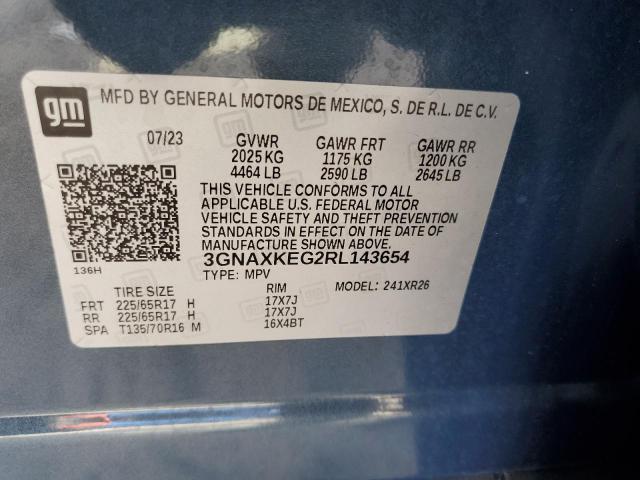 gm
MFD BY GENERAL MOTORS DE MEXICO, S. DE R.L. DE C.V.
07/23 GVWR GAWR FRT GAWR RR
2025 KG 1175 KG 1200 KG
4464 LB 2590 LB 2645 LB
THIS VEHICLE CONFORMS TO ALL
APPLICABLE U.S. FEDERAL MOTOR
VEHICLE SAFETY AND THEFT PREVENTION
STANDARDS IN EFFECT ON THE DATE
OF MANUFACTURE SHOWN ABOVE.
136H
3GNAXKEG2RL143654
TYPE: MPV
TIRE SIZE RIM MODEL: 241XR26
FRT 225/65R17 H 17X7J
RR 225/65R17 H 17X7J
SPA T135/70R16 M 16X4BT